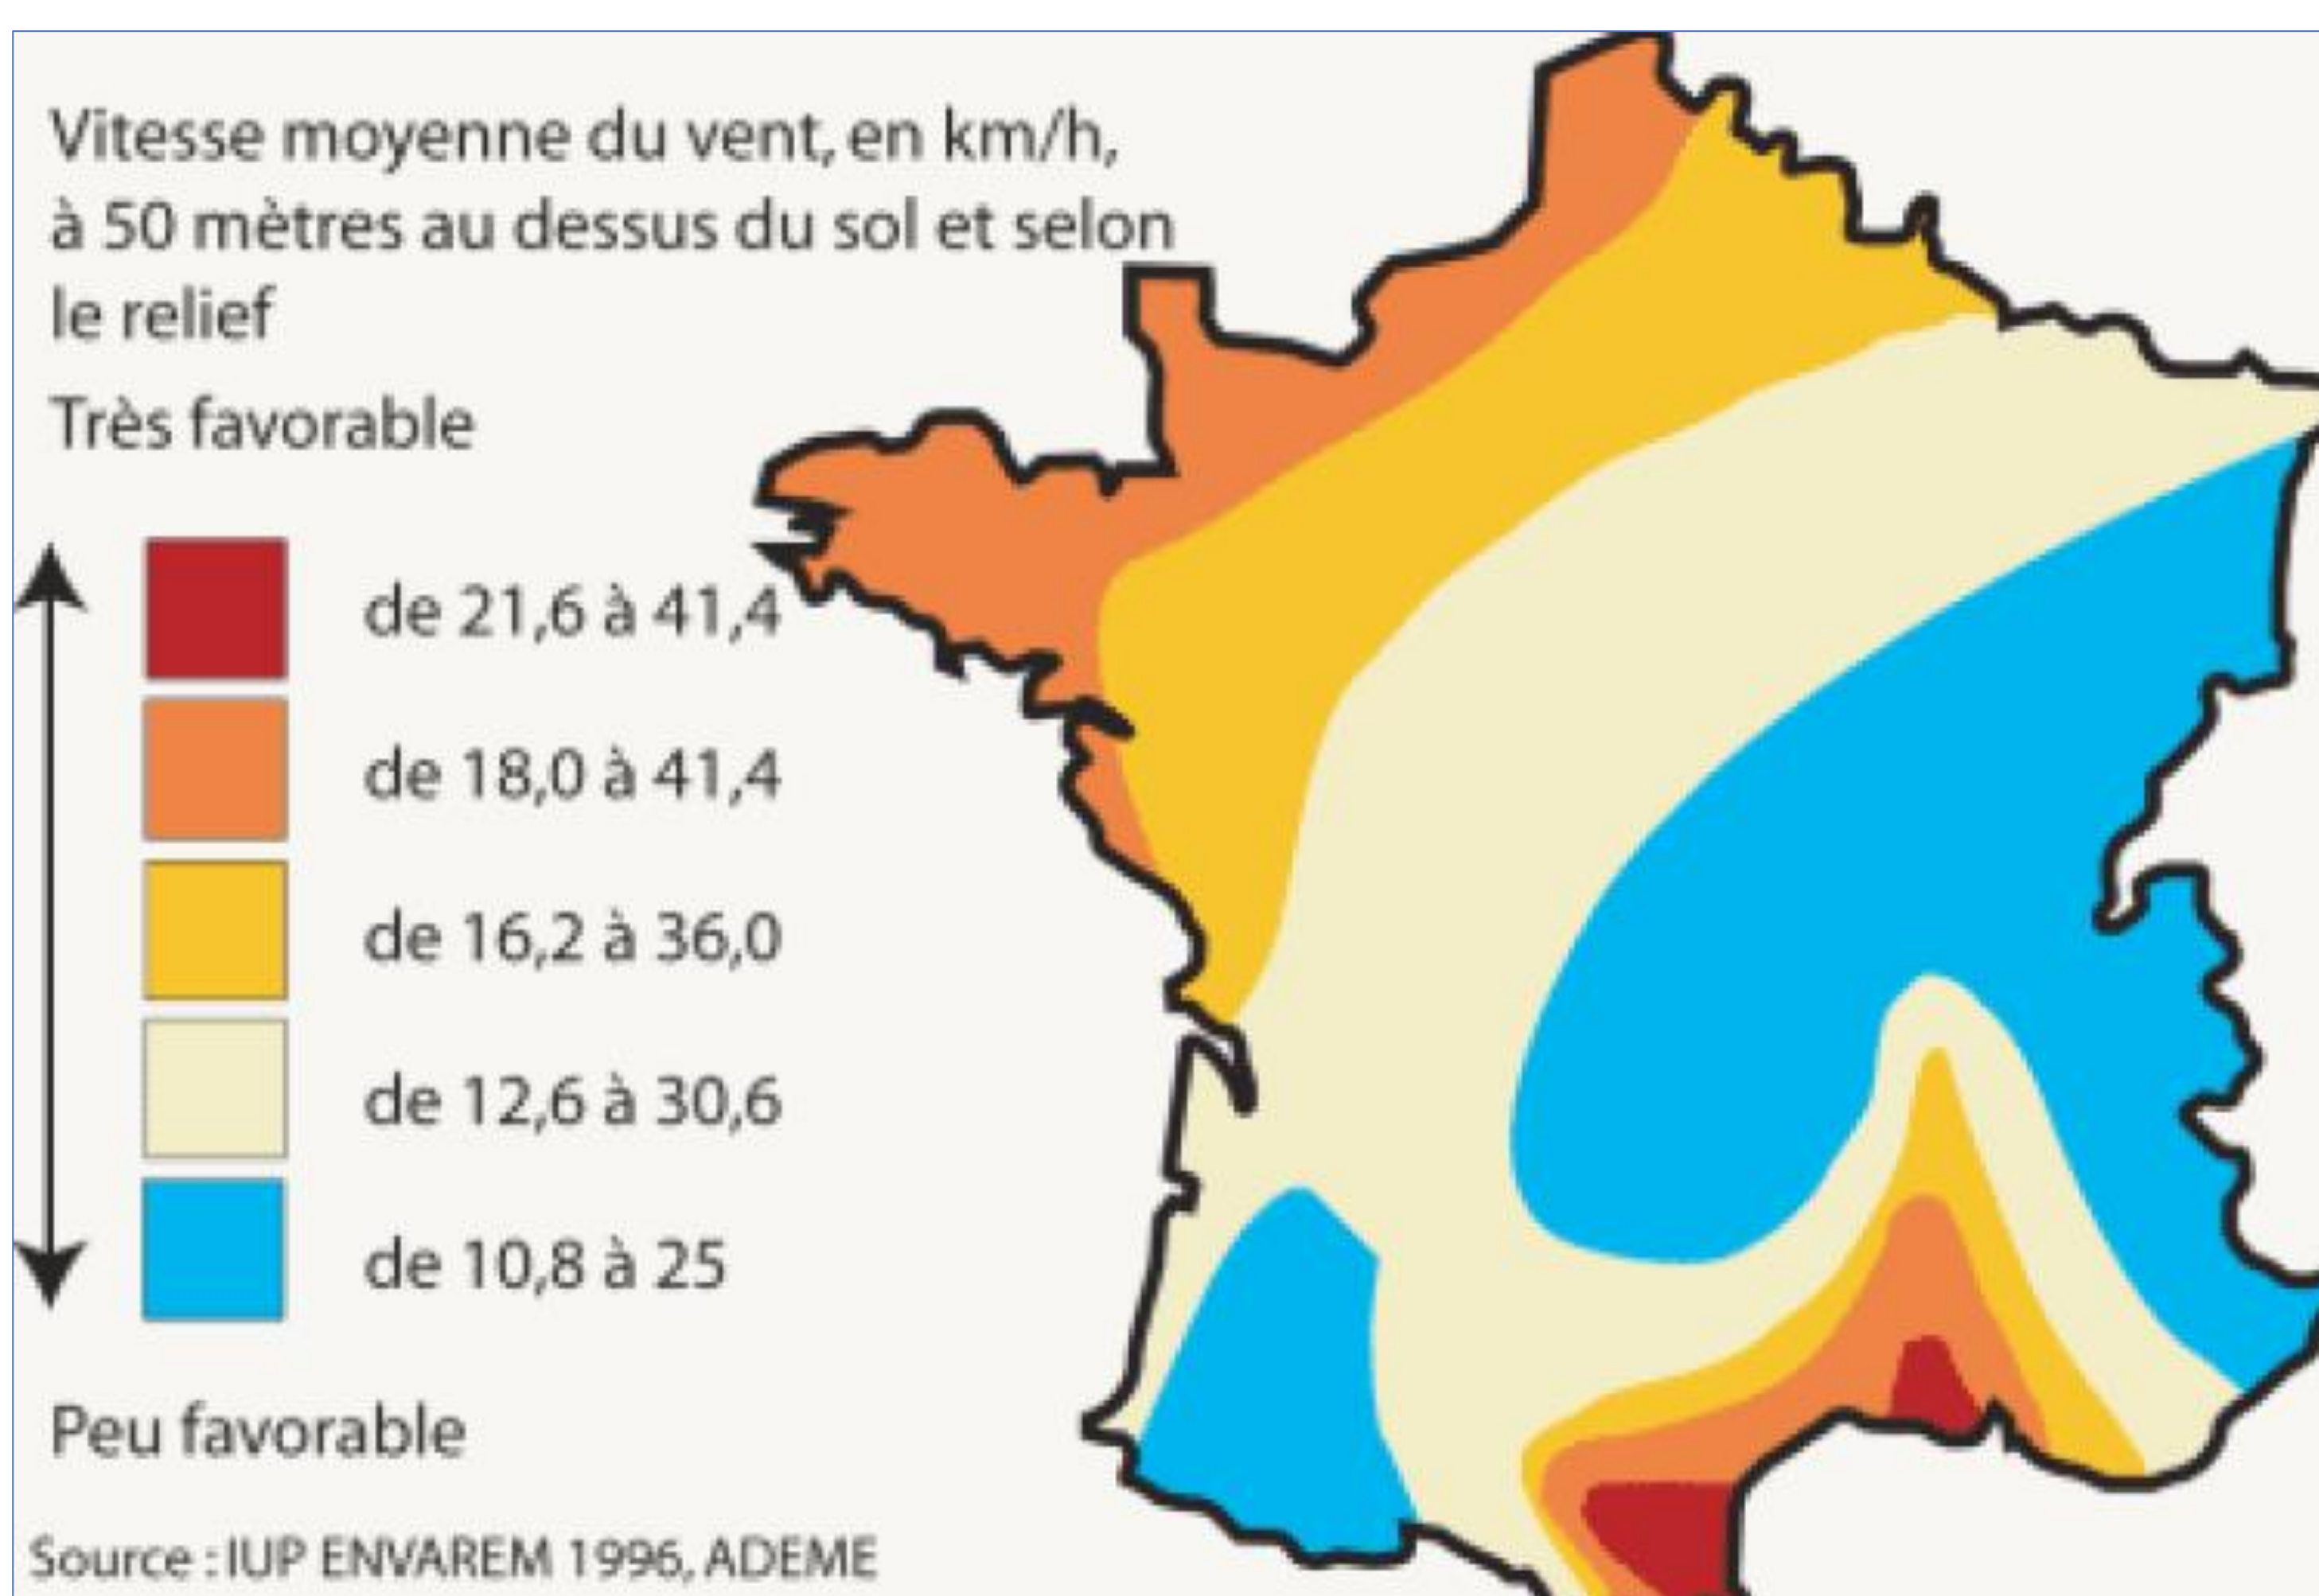 Vitesse moyenne du vent, en km/h,
à 50 mètres au dessus du sol et selon
le relief
Très favorable
de 21,6 à 41,4
de 18,0 à 41,4
de 16,2 à 36,0
de 12,6 à 30,6
de 10,8 à 25
Peu favorable
Source : IUP ENVAREM 1996, ADEME